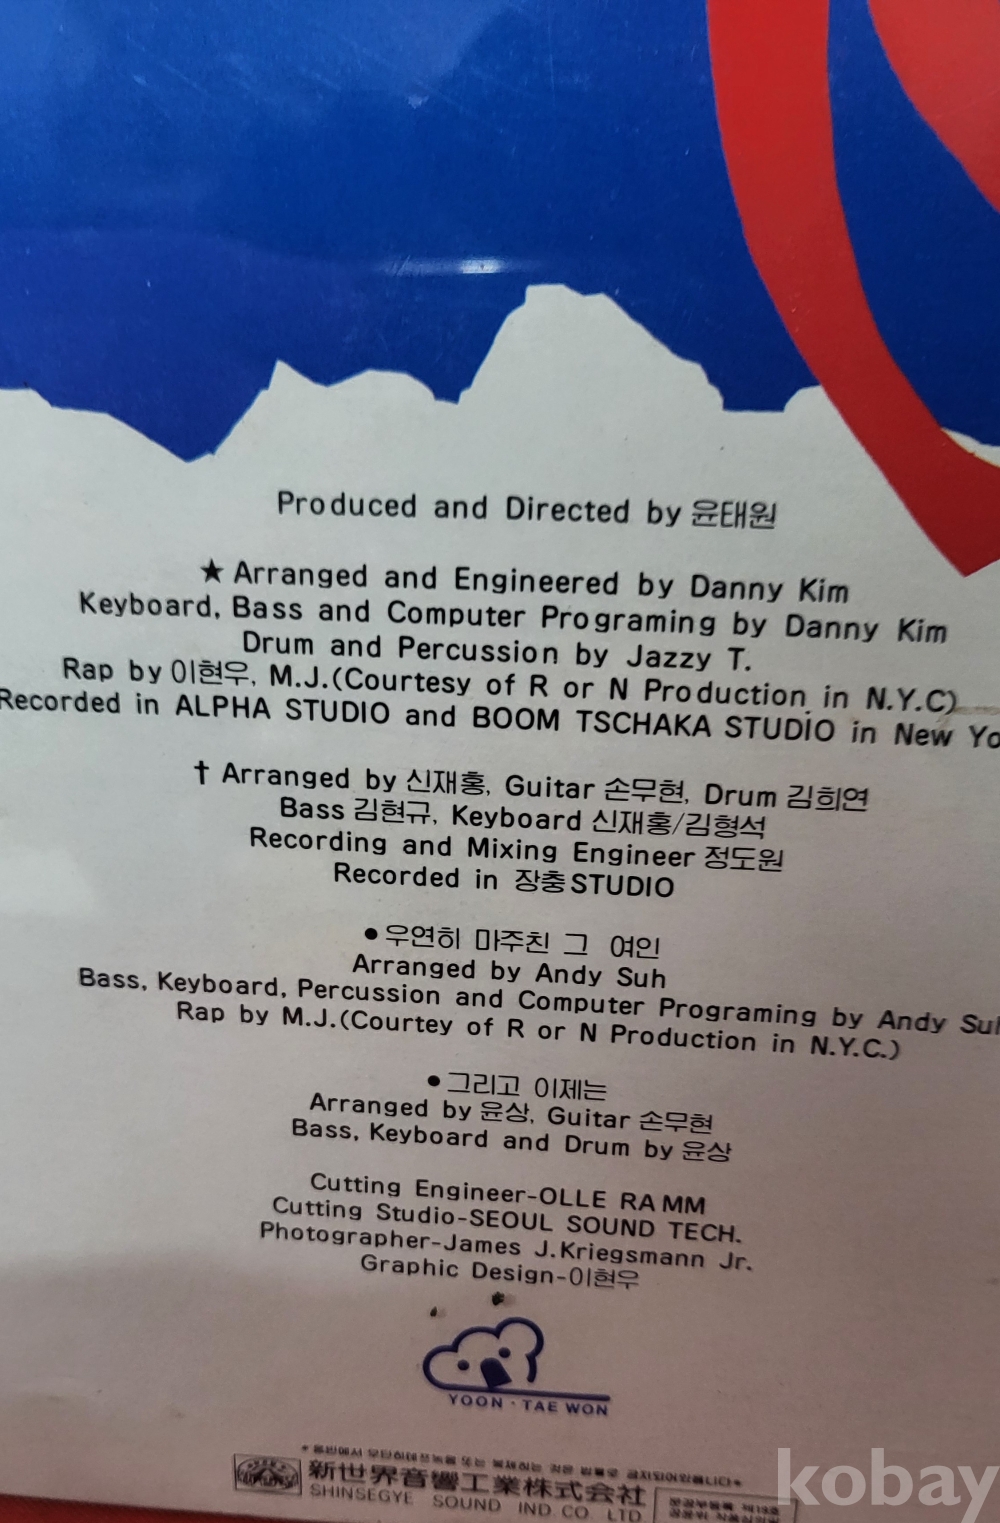 Produced and Directed by 윤태원
★ Arranged and Engineered by Danny Kim
Keyboard, Bass and Computer Programing by Danny Kim
Drum and Percussion by Jazzy T.
Rap by 이현우, M.J.(Courtesy of R or N Production in N.Y.C)
Recorded in ALPHA STUDIO and BOOM TSCHAKA STUDIO in New Yo
† Arranged by 신재홍, Guitar 손무현, Drum 김희연
Bass 김현규, Keyboard 신재홍/김형석
Recording and Mixing Engineer 정도원
Recorded in 장충STUDIO
●우연히 마주친 그 여인
Arranged by Andy Suh
Bass, Keyboard, Percussion and Computer Programing by Andy Suh
Rap by M.J.(Courtey of R or N Production in N.Y.C.)
●그리고 이제는
Arranged by 윤상, Guitar 손무현
Bass, Keyboard and Drum by 윤상
Cutting Engineer-OLLE RAMM
Cutting Studio-SEOUL SOUND TECH.
Photographer-James J.Kriegsmann Jr.
Graphic Design-이현우
YOON·TAE WON
新世界音響工業株式会社
SHINSEGYE SOUND IND. CO. LTD
kobay